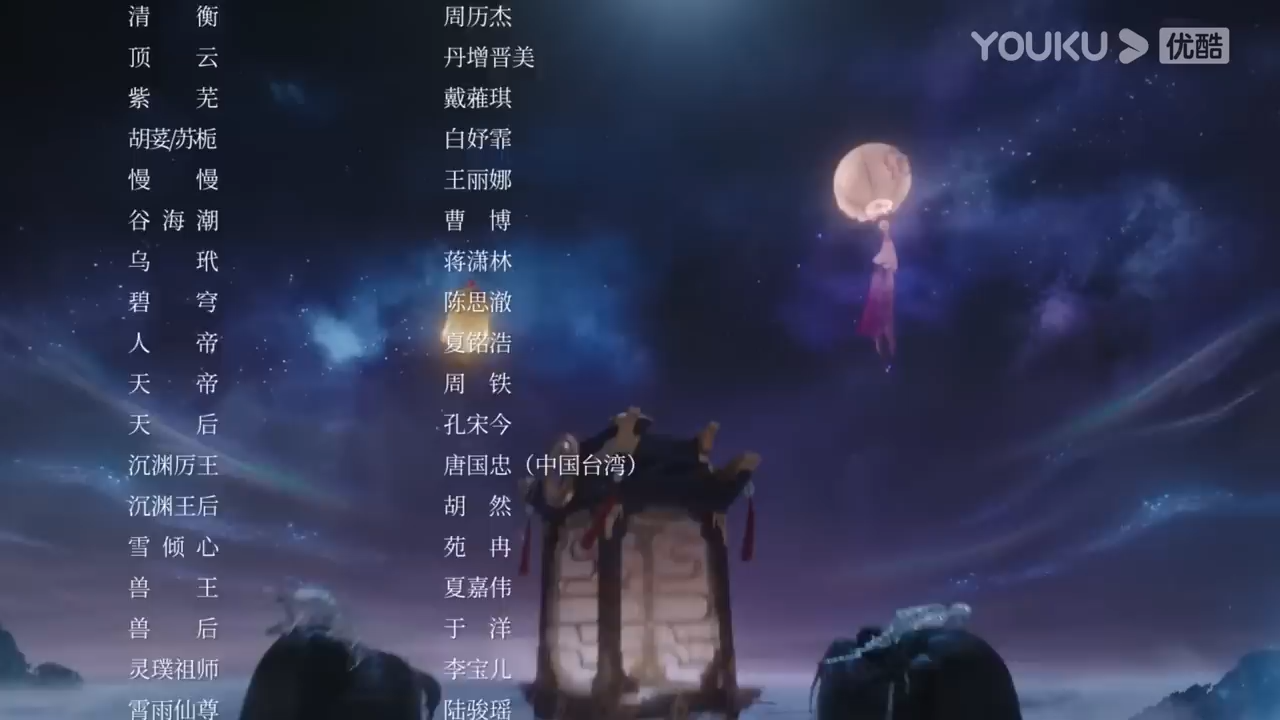 清 衡 周历杰
YOUKU 优酷
顶 云 丹增晋美
紫 芜 戴蕥琪
胡荽/苏栀 白妤霏
慢 慢 王丽娜
谷海潮 曹 博
乌 玳 蒋潇林
碧 穹 陈思澈
人 帝 夏铭浩
天 帝 周 铁
天 后 孔宋今
沉渊厉王 唐国忠（中国台湾）
沉渊王后 胡 然
雪倾心 苑 冉
兽 王 夏嘉伟
兽 后 于 洋
灵璞祖师 李宝儿
霄雨仙尊 陆骏瑶